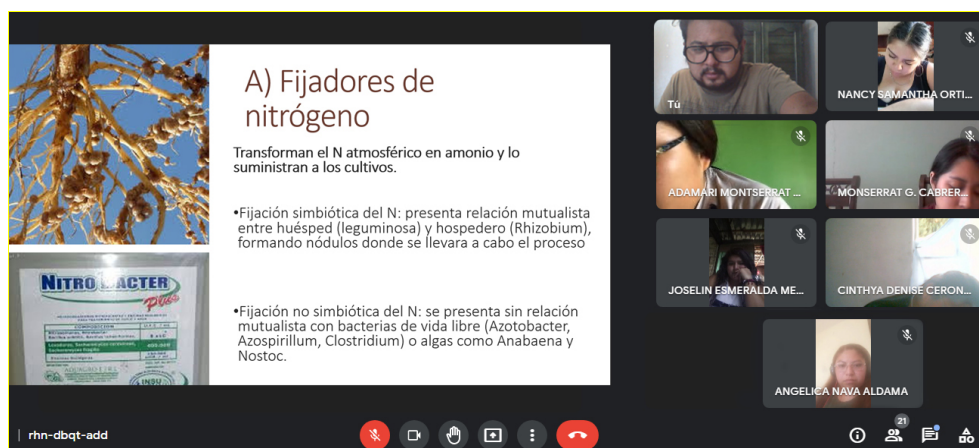 A) Fijadores de
nitrógeno
Transforman el N atmosférico en amonio y lo
suministran a los cultivos.
•Fijación simbiótica del N: presenta relación mutualista
entre huésped (leguminosa) y hospedero (Rhizobium),
formando nódulos donde se llevara a cabo el proceso
•Fijación no simbiótica del N: se presenta sin relación
mutualista con bacterias de vida libre (Azotobacter,
Azospirillum, Clostridium) o algas como Anabaena y
Nostoc.
NITRO BACTER
Plus
COMPOSICION
Tú
NANCY SAMANTHA ORTI...
ADAMARI MONTSERRAT ...
MONSERRAT G. CABRER...
JOSELIN ESMERALDA ME...
CINTHYA DENISE CERON...
ANGELICA NAVA ALDAMA
rhn-dbqt-add
21